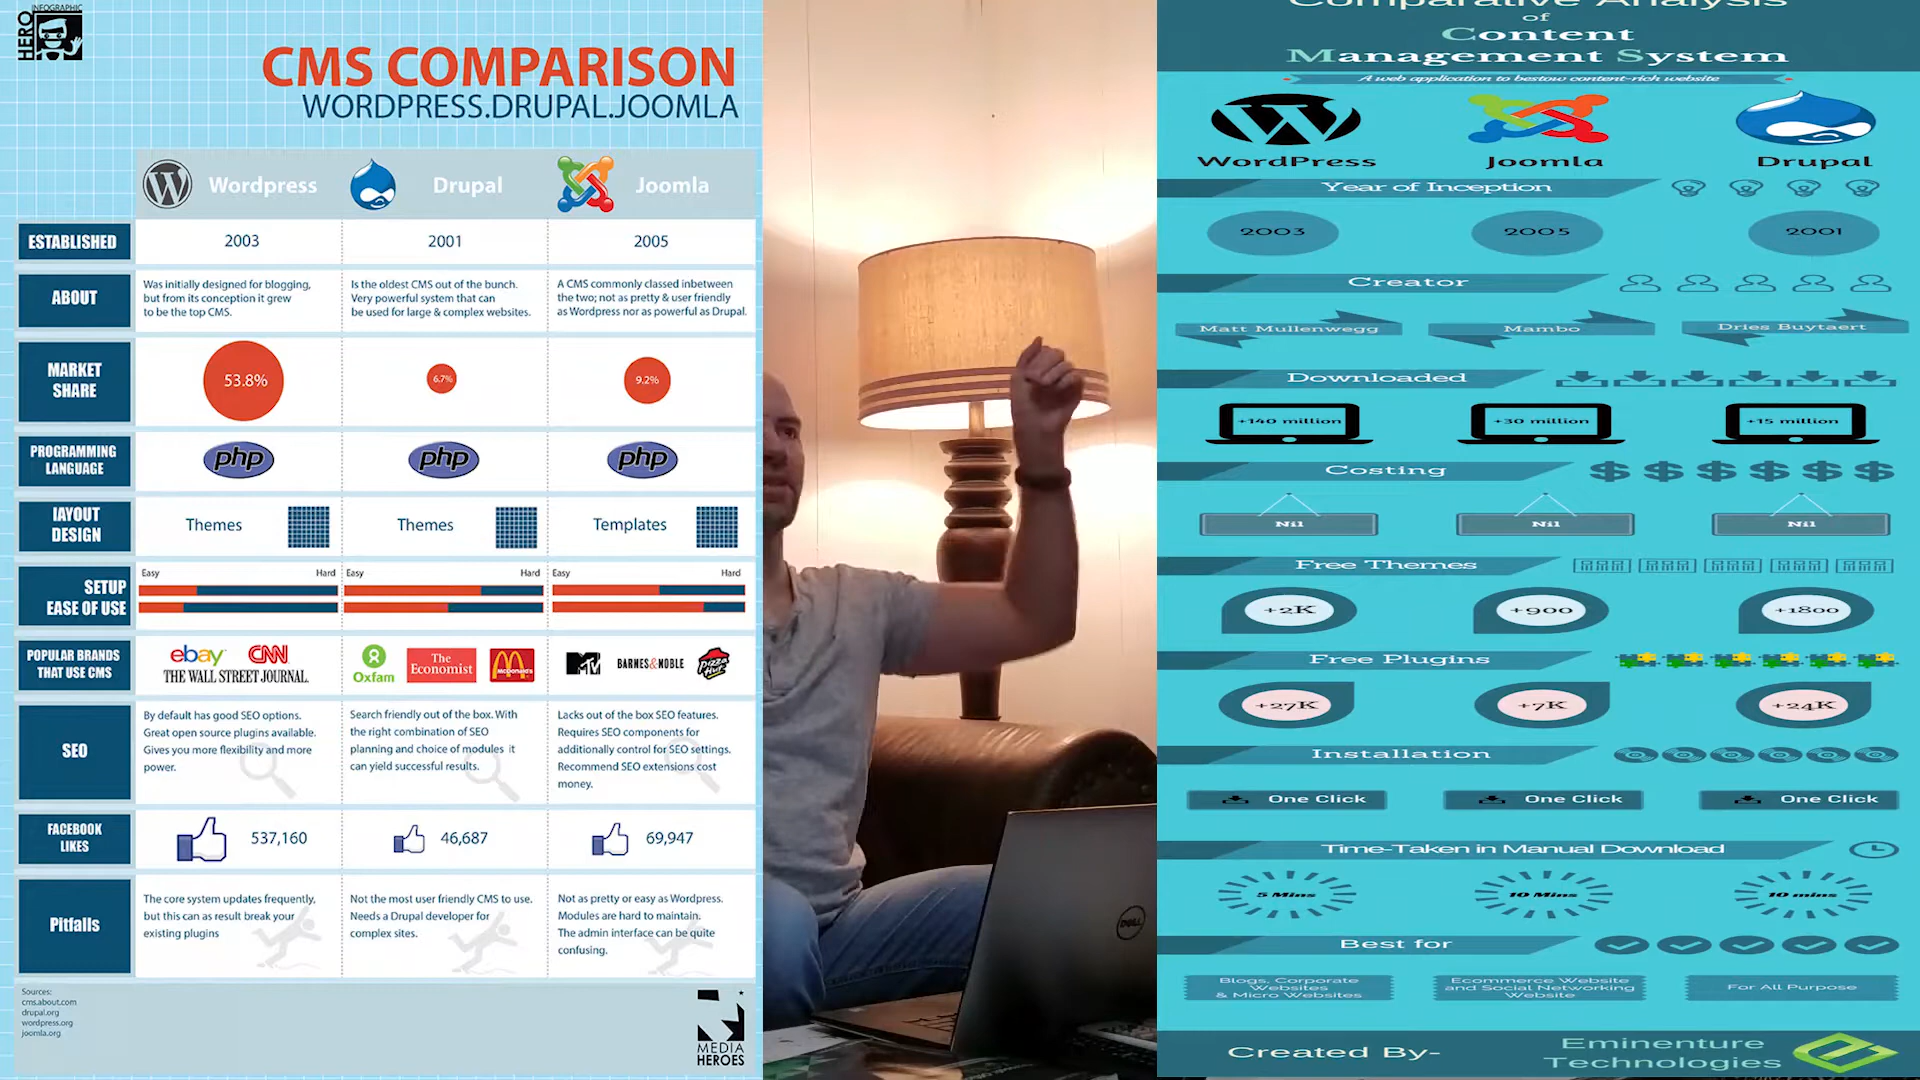 HERO
INFOGRAPHIC
CMS COMPARISON
WORDPRESS.DRUPAL.JOOMLA
Wordpress Drupal Joomla
ESTABLISHED
2003 2001 2005
ABOUT
Was initially designed for blogging,
but from its conception it grew
to be the top CMS.
Is the oldest CMS out of the bunch.
Very powerful system that can
be used for large & complex websites.
A CMS commonly classed inbetween
the two; not as pretty & user friendly
as Wordpress nor as powerful as Drupal.
MARKET
SHARE
53.8% 6.7% 9.2%
PROGRAMMING
LANGUAGE
php php php
lAYOUT
DESIGN
Themes Themes Templates
SETUP
EASE OF USE
Easy Hard Easy Hard Easy Hard
POPULAR BRANDS
THAT USE CMS
ebay CNN
THE WALL STREET JOURNAL.
Oxfam
The
Economist
McDonald's
MTV BARNES&NOBLE Pizza Hut
SEO
By default has good SEO options.
Great open source plugins available.
Gives you more flexibility and more
power.
Search friendly out of the box. With
the right combination of SEO
planning and choice of modules it
can yield successful results.
Lacks out of the box SEO features.
Requires SEO components for
additionally control for SEO settings.
Recommend SEO extensions cost
money.
FACEBOOK
LIKES
537,160 46,687 69,947
Pitfalls
The core system updates frequently,
but this can as result break your
existing plugins
Not the most user friendly CMS to use.
Needs a Drupal developer for
complex sites.
Not as pretty or easy as Wordpress.
Modules are hard to maintain.
The admin interface can be quite
confusing.
Sources:
cms.about.com
drupal.org
wordpress.org
joomla.org
MEDIA
HEROES
DELL
Comparative Analysis
of
Content
Management System
A web application to bestow content-rich website
WordPress Joomla Drupal
Year of Inception
2003 2005 2001
Creator
Matt Mullenwegg Mambo Dries Buytaert
Downloaded
+140 million +30 million +15 million
Costing
Nil Nil Nil
Free Themes
+2K +900 +1800
Free Plugins
+27K +7K +24K
Installation
One Click One Click One Click
Time-Taken in Manual Download
5 Mins 10 Mins 10 mins
Best for
Blogs, Corporate
Websites
& Micro Websites
Ecommerce Website
and Social Networking
Website
For All Purpose
Created By-
Eminenture
Technologies